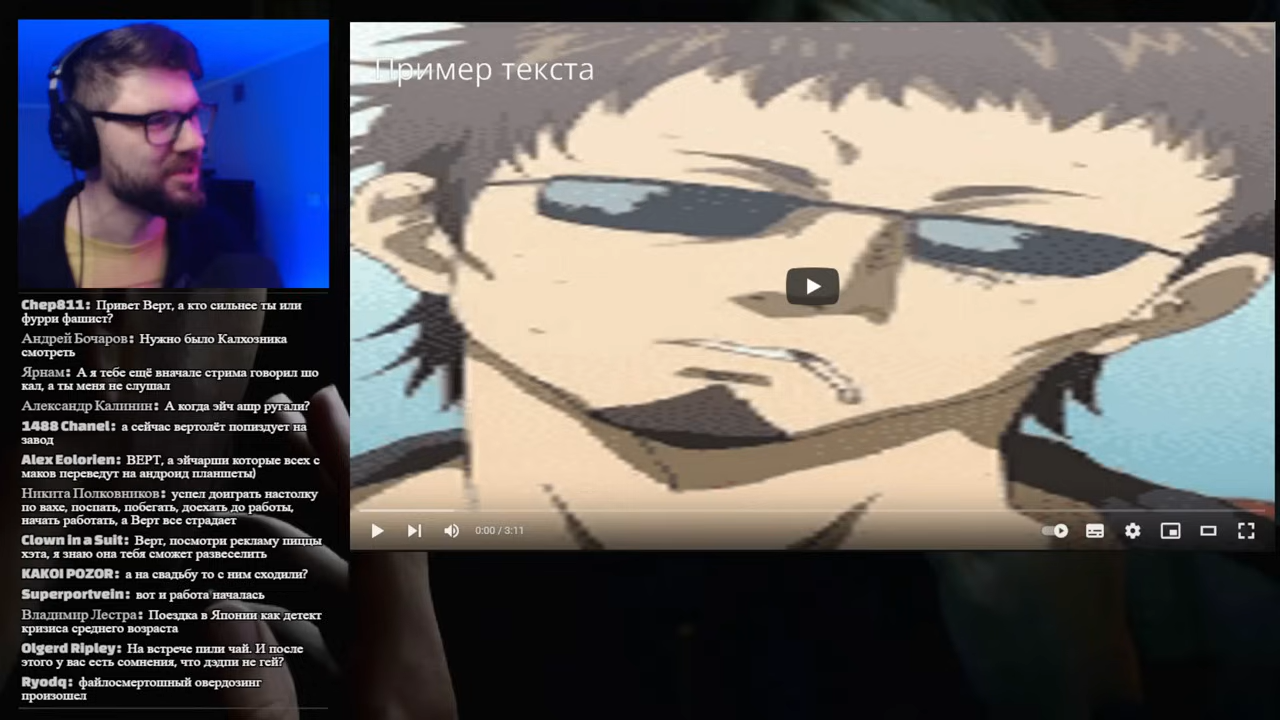 Пример текста
0:00 / 3:11
Chep811: Привет Верт, а кто сильнее ты или
фурри фашист?
Андрей Бочаров: Нужно было Калхозника
смотреть
Ярнам: А я тебе ещё вначале стрима говорил шо
кал, а ты меня не слушал
Александр Калинин: А когда эйч ашр ругали?
1488 Chanel: а сейчас вертолёт попиздует на
завод
Alex Eolorien: ВЕРТ, а эйчарши которые всех с
маков переведут на андроид планшеты)
Никита Полковников: успел доиграть настолку
по вахе, поспать, побегать, доехать до работы,
начать работать, а Верт все страдает
Clown in a Suit: Верт, посмотри рекламу пиццы
хэта, я знаю она тебя сможет развеселить
KAKOI POZOR: а на свадьбу то с ним сходили?
Superportvein: вот и работа началась
Владимир Лестра: Поездка в Японии как детект
кризиса среднего возраста
Olgerd Ripley: На встрече пили чай. И после
этого у вас есть сомнения, что дэдпи не гей?
Ryodq: файлосмертошный овердозинг
произошел